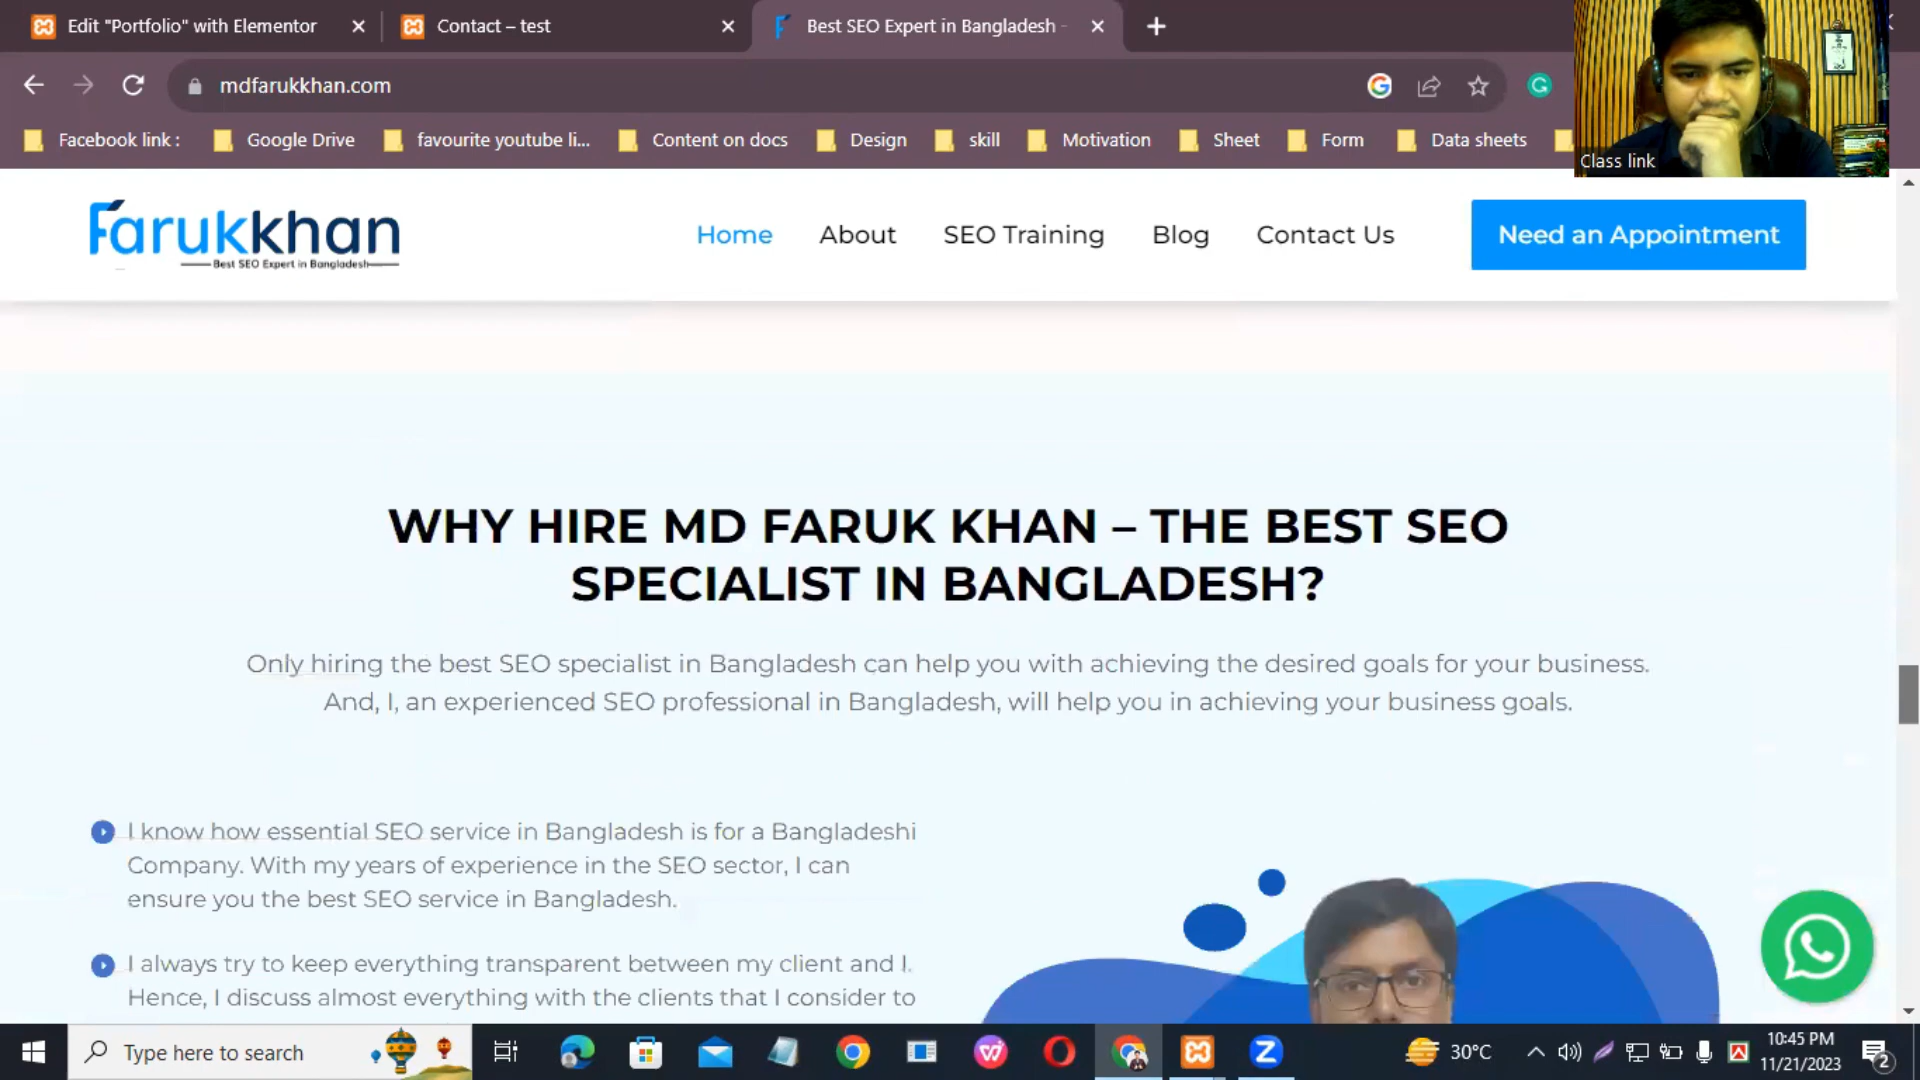 Edit "Portfolio" with Elementor
Contact – test
Best SEO Expert in Bangladesh -
mdfarukkhan.com
Facebook link :
Google Drive
favourite youtube li...
Content on docs
Design
skill
Motivation
Sheet
Form
Data sheets
Class link
Farukkhan
Best SEO Expert in Bangladesh
Home
About
SEO Training
Blog
Contact Us
Need an Appointment
WHY HIRE MD FARUK KHAN – THE BEST SEO
SPECIALIST IN BANGLADESH?
Only hiring the best SEO specialist in Bangladesh can help you with achieving the desired goals for your business.
And, I, an experienced SEO professional in Bangladesh, will help you in achieving your business goals.
I know how essential SEO service in Bangladesh is for a Bangladeshi
Company. With my years of experience in the SEO sector, I can
ensure you the best SEO service in Bangladesh.
I always try to keep everything transparent between my client and I.
Hence, I discuss almost everything with the clients that I consider to
Type here to search
30°C
10:45 PM
11/21/2023
2